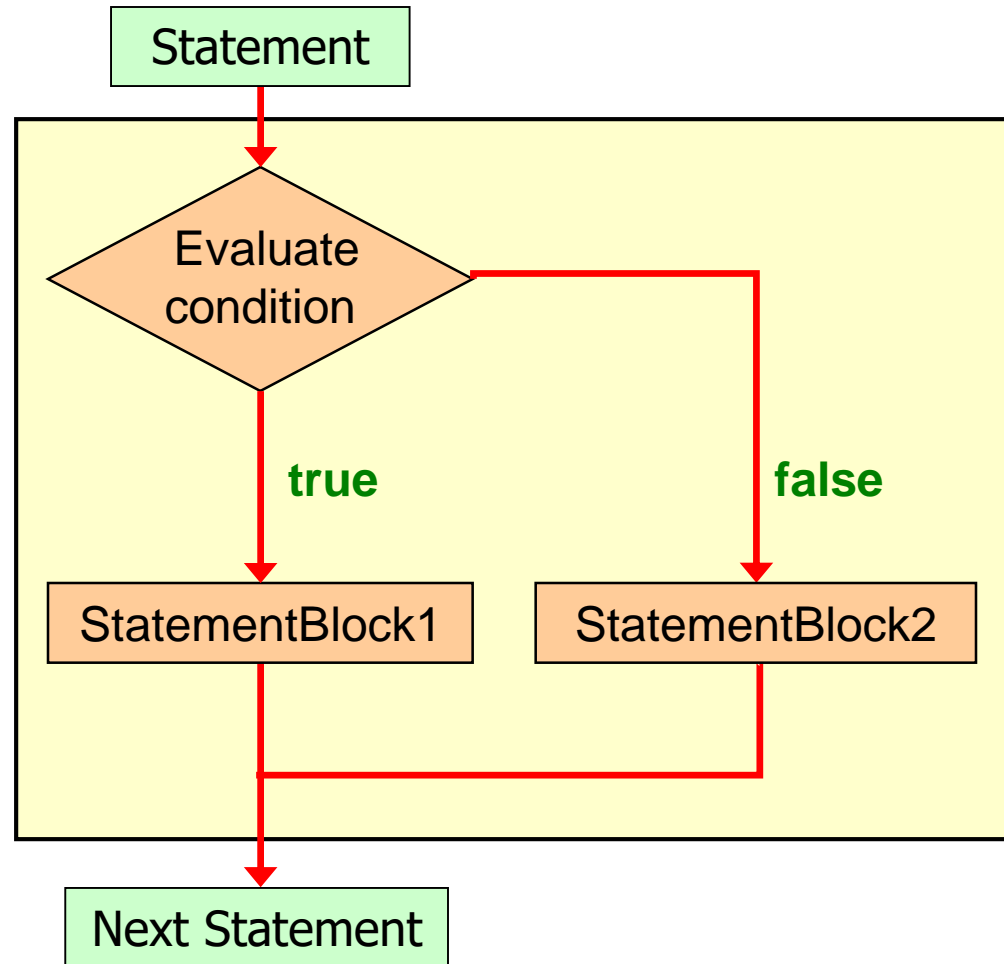 Statement
Evaluate
condition
true
false
StatementBlock1
StatementBlock2
Next Statement